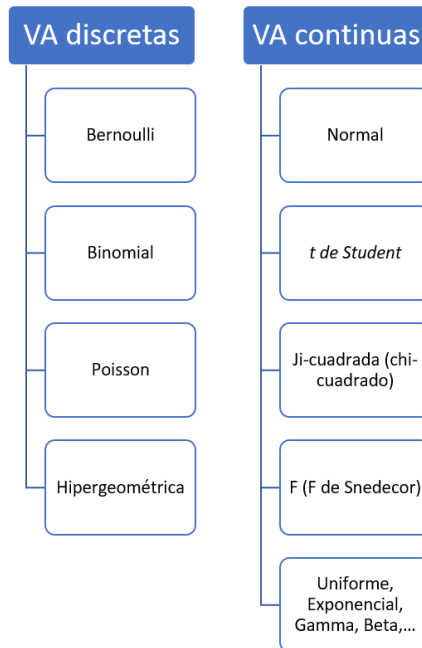 VA discretas
Bernoulli
Binomial
Poisson
Hipergeométrica
VA continuas
Normal
t de Student
Ji-cuadrada (chi-
cuadrado)
F (F de Snedecor)
Uniforme,
Exponencial,
Gamma, Beta,...